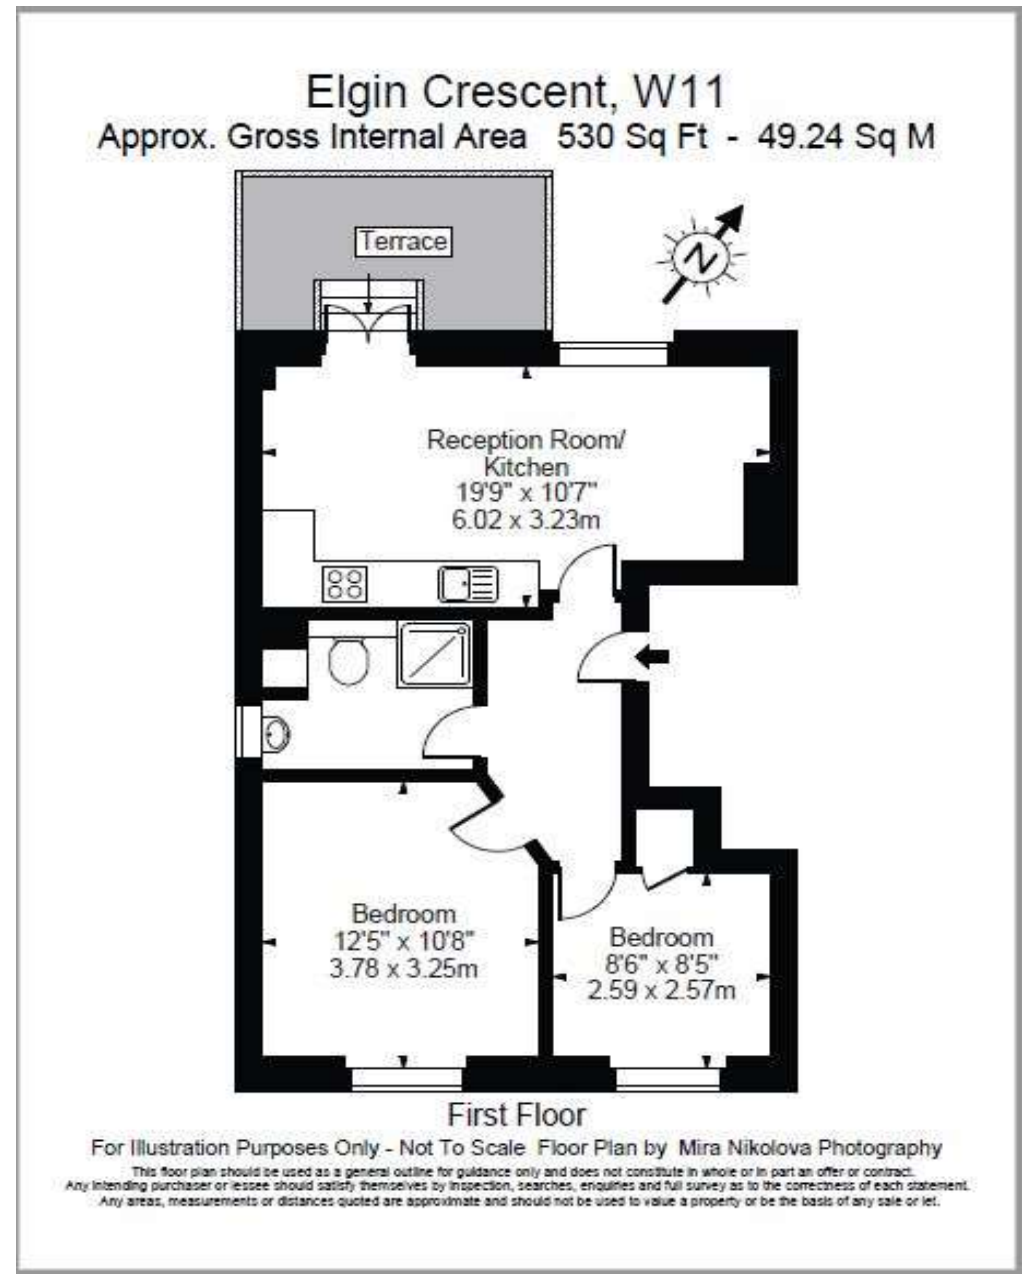 Elgin Crescent, W11
Approx. Gross Internal Area 530 Sq Ft - 49.24 Sq M
Terrace
N
Reception Room/
Kitchen
19'9" x 10'7"
6.02 x 3.23m
Bedroom
12'5" x 10'8"
3.78 x 3.25m
Bedroom
8'6" x 8'5"
2.59 x 2.57m
First Floor
For Illustration Purposes Only - Not To Scale Floor Plan by Mira Nikolova Photography
This floor plan should be used as a general outline for guidance only and does not constitute in whole or in part an offer or contract.
Any intending purchaser or lessee should satisfy themselves by inspection, searches, enquiries and full survey as to the correctness of each statement.
Any areas, measurements or distances quoted are approximate and should not be used to value a property or be the basis of any sale or let.